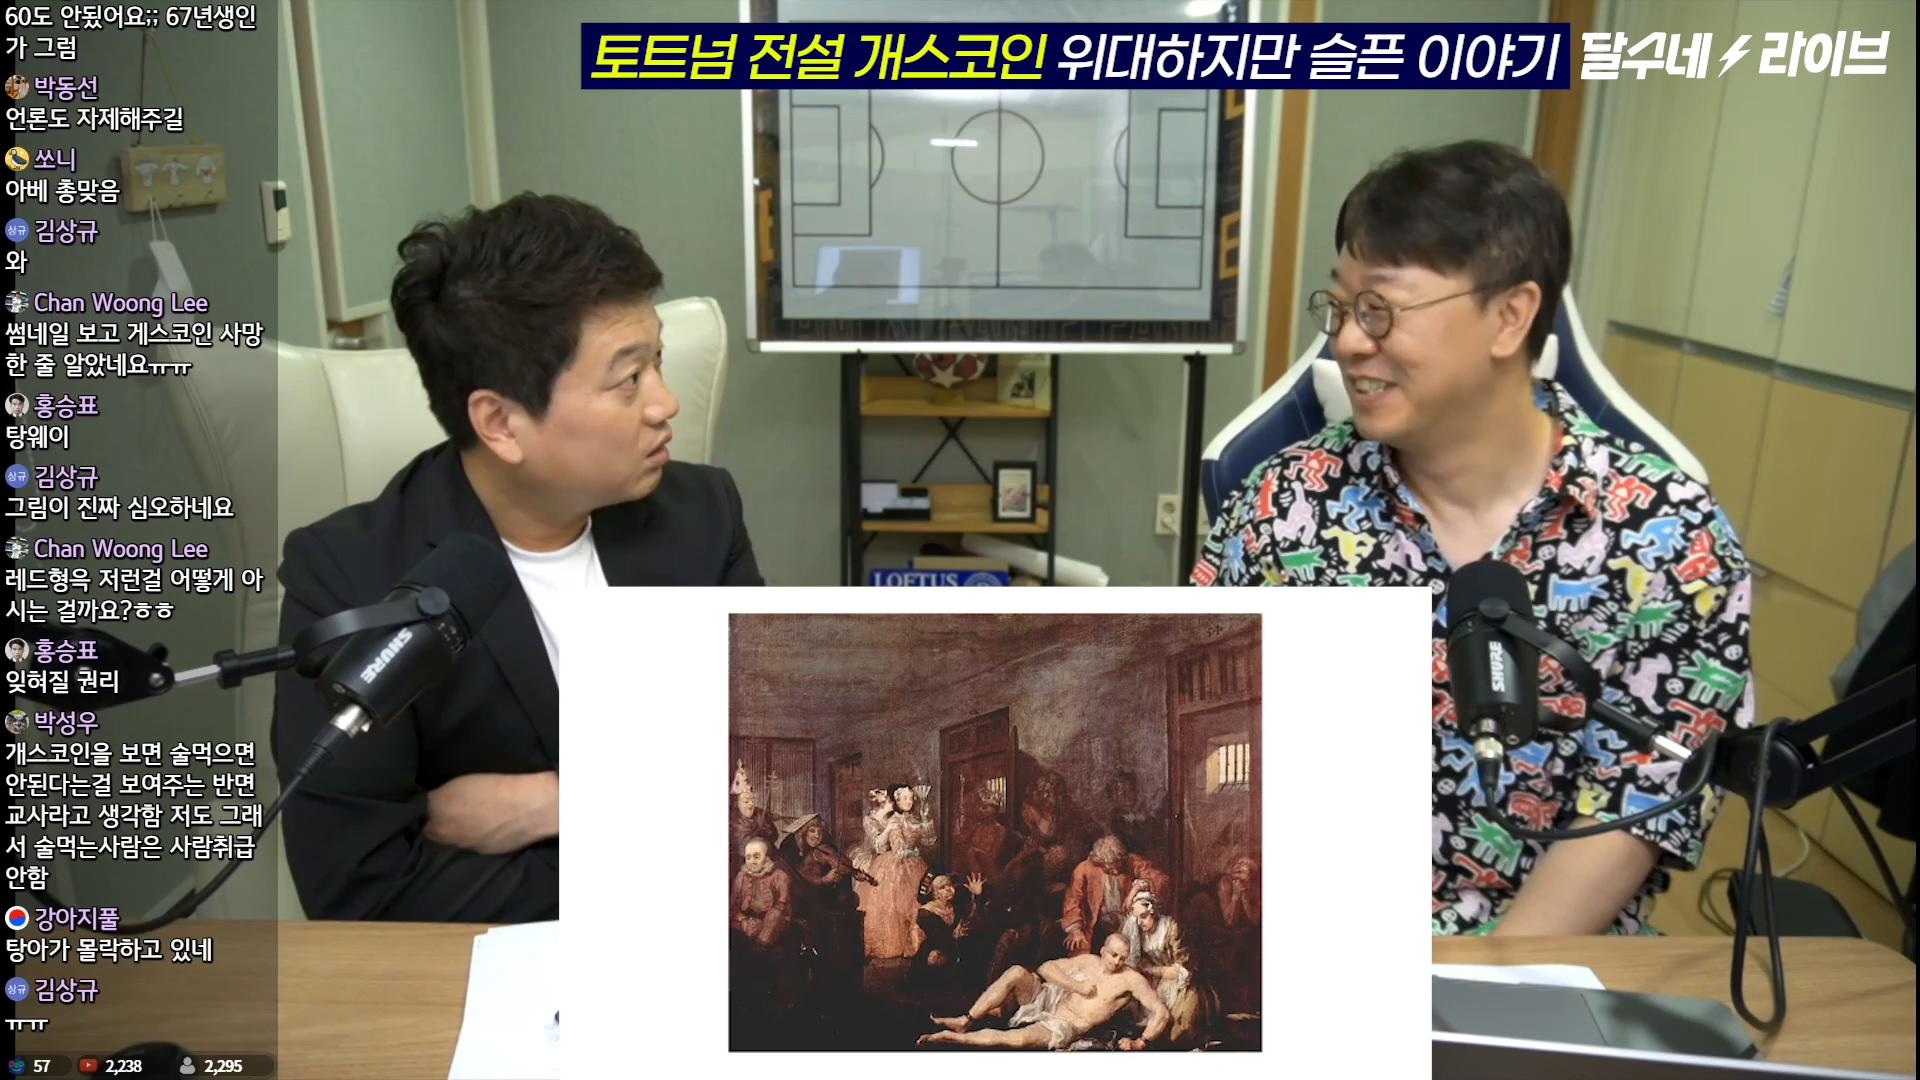 토트넘 전설 개스코인 위대하지만 슬픈 이야기
달수네 라이브
60도 안됐어요;; 67년생인
가 그럼
박동선
언론도 자제해주길
쏘니
아베 총맞음
상규 김상규
와
Chan Woong Lee
썸네일 보고 게스코인 사망
한 줄 알았네요ㅠㅠ
홍승표
탕웨이
상규 김상규
그림이 진짜 심오하네요
Chan Woong Lee
레드형윽 저런걸 어떻게 아
시는 걸까요?ㅎㅎ
홍승표
잊혀질 권리
박성우
개스코인을 보면 술먹으면
안된다는걸 보여주는 반면
교사라고 생각함 저도 그래
서 술먹는사람은 사람취급
안함
강아지풀
탕아가 몰락하고 있네
상규 김상규
ㅠㅠ
57 2,238 2,295
LOFTUS
SHURE
SHURE